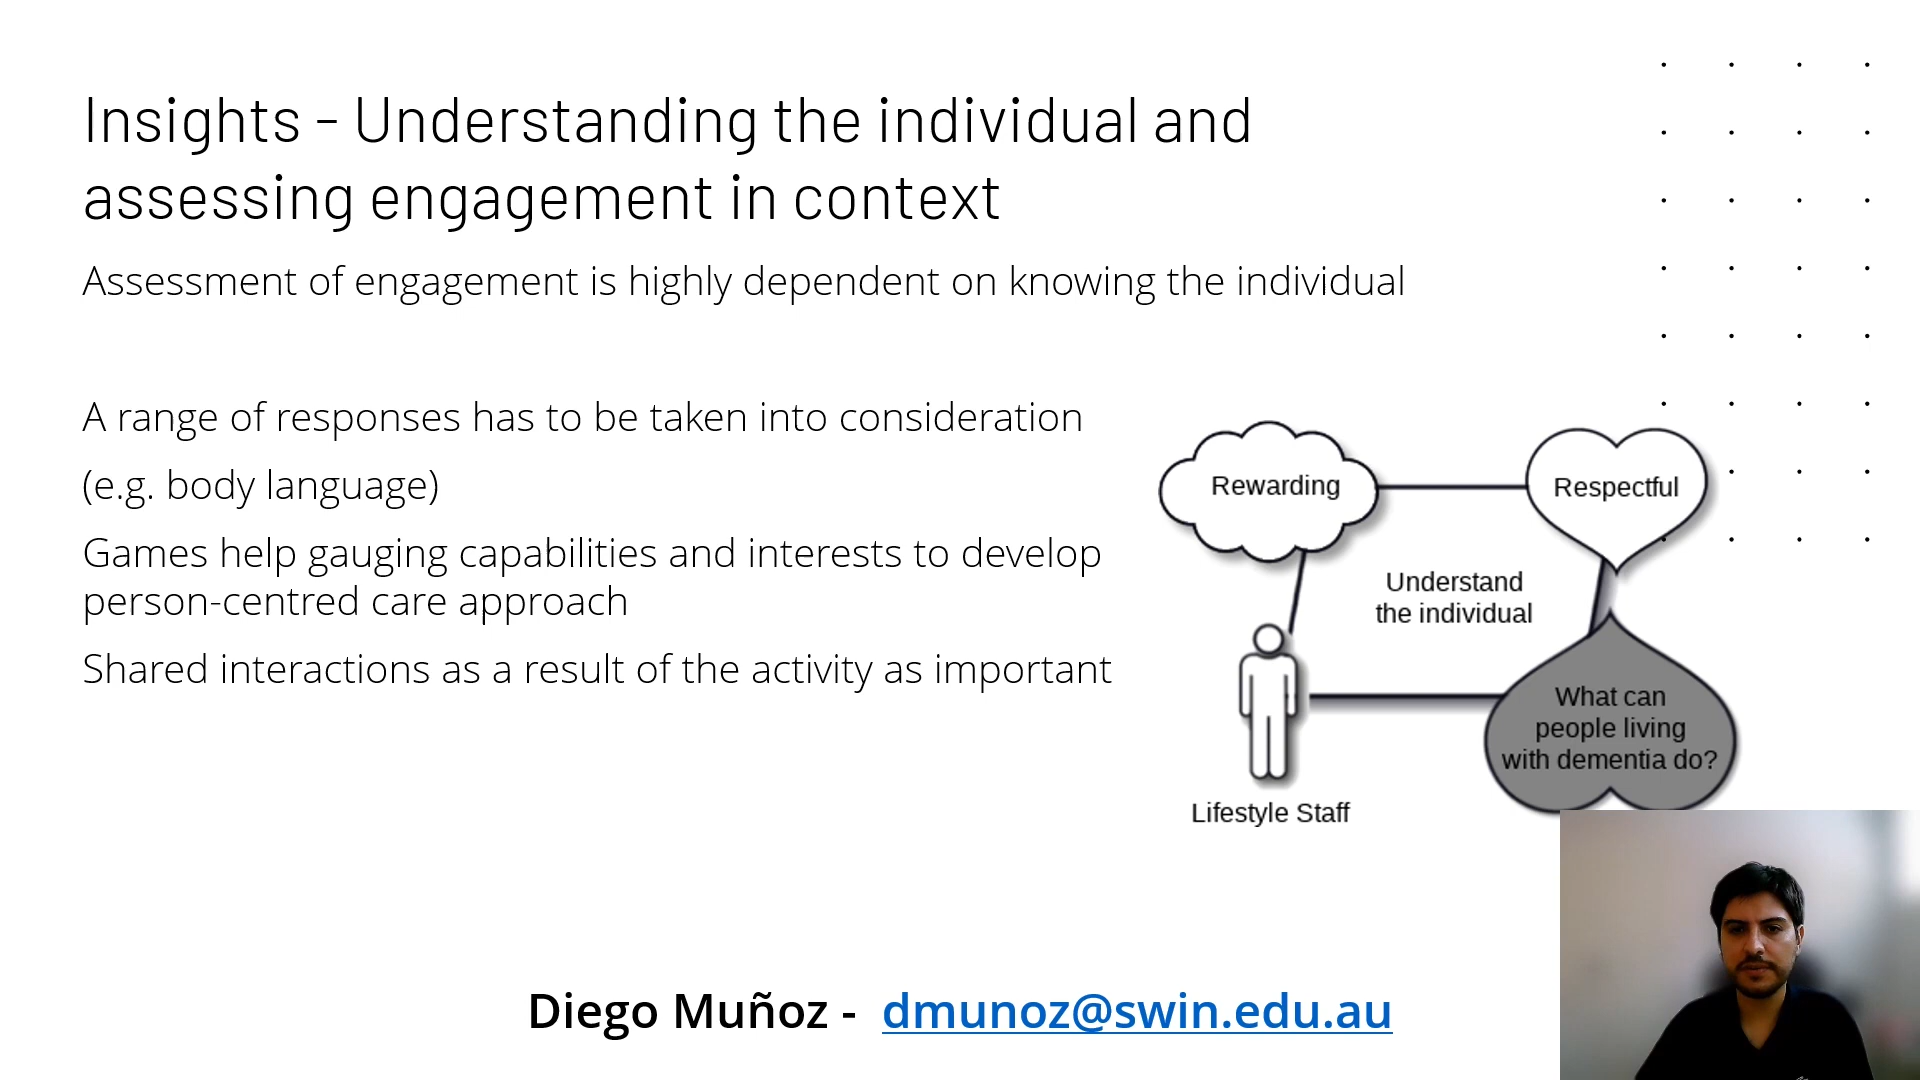 Insights - Understanding the individual and
assessing engagement in context
Assessment of engagement is highly dependent on knowing the individual
A range of responses has to be taken into consideration
(e.g. body language)
Games help gauging capabilities and interests to develop
person-centred care approach
Shared interactions as a result of the activity as important
Rewarding
Respectful
Understand
the individual
What can
people living
with dementia do?
Lifestyle Staff
Diego Muñoz - dmunoz@swin.edu.au